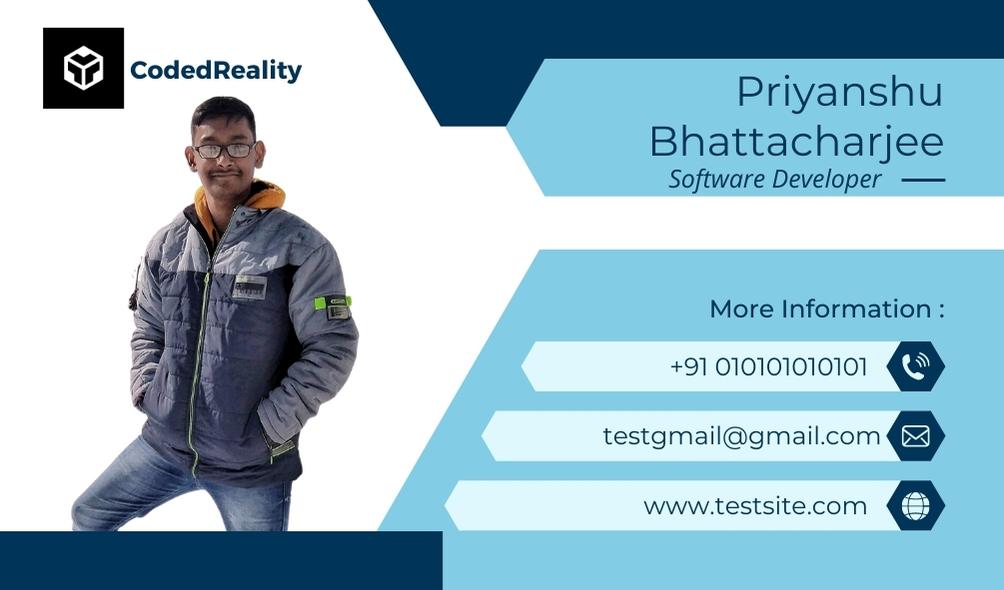 CodedReality
Priyanshu
Bhattacharjee
Software Developer
More Information :
+91 010101010101
testgmail@gmail.com
www.testsite.com